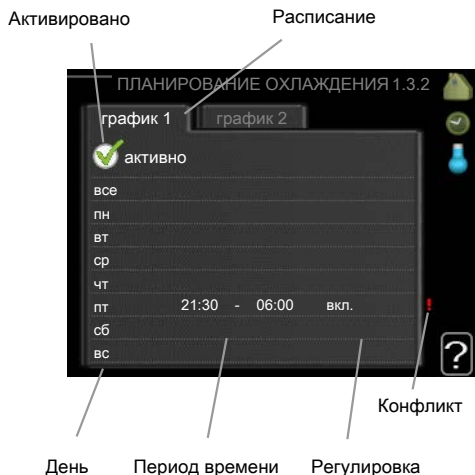 Активировано
Расписание
ПЛАНИРОВАНИЕ ОХЛАЖДЕНИЯ 1.3.2
график 1
график 2
активно
все
пн
вт
ср
чт
пт 21:30 - 06:00 вкл.
сб
вс
?
Конфликт
День
Период времени
Регулировка